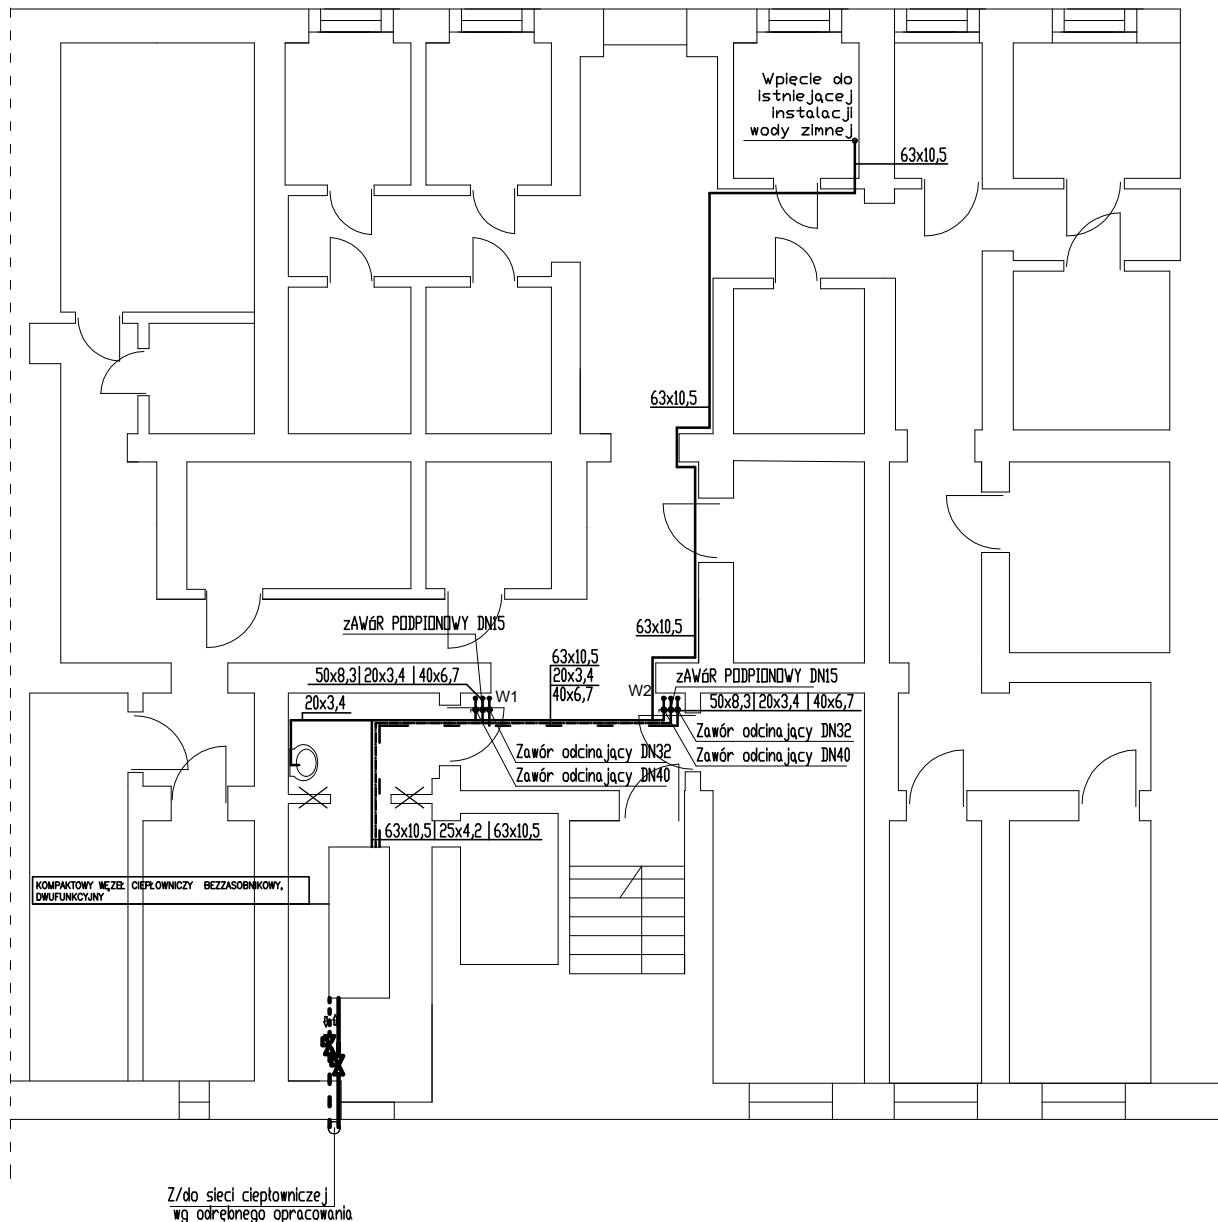 Wpięcie do
istniejącej
instalacji
wody zimnej
63x10,5
63x10,5
63x10,5
zAWóR PODPIONOWY DN15
63x10,5
20x3,4
40x6,7
50x8,3 | 20x3,4 | 40x6,7
W1
W2
zAWóR PODPIONOWY DN15
50x8,3 | 20x3,4 | 40x6,7
20x3,4
Zawór odcinający DN32
Zawór odcinający DN40
Zawór odcinający DN32
Zawór odcinający DN40
63x10,5 | 25x4,2 | 63x10,5
KOMPAKTOWY WĘZEŁ CIEPŁOWNICZY BEZZASOBNIKOWY,
DWUFUNKCYJNY
Z/do sieci ciepłowniczej
wg odrębnego opracowania